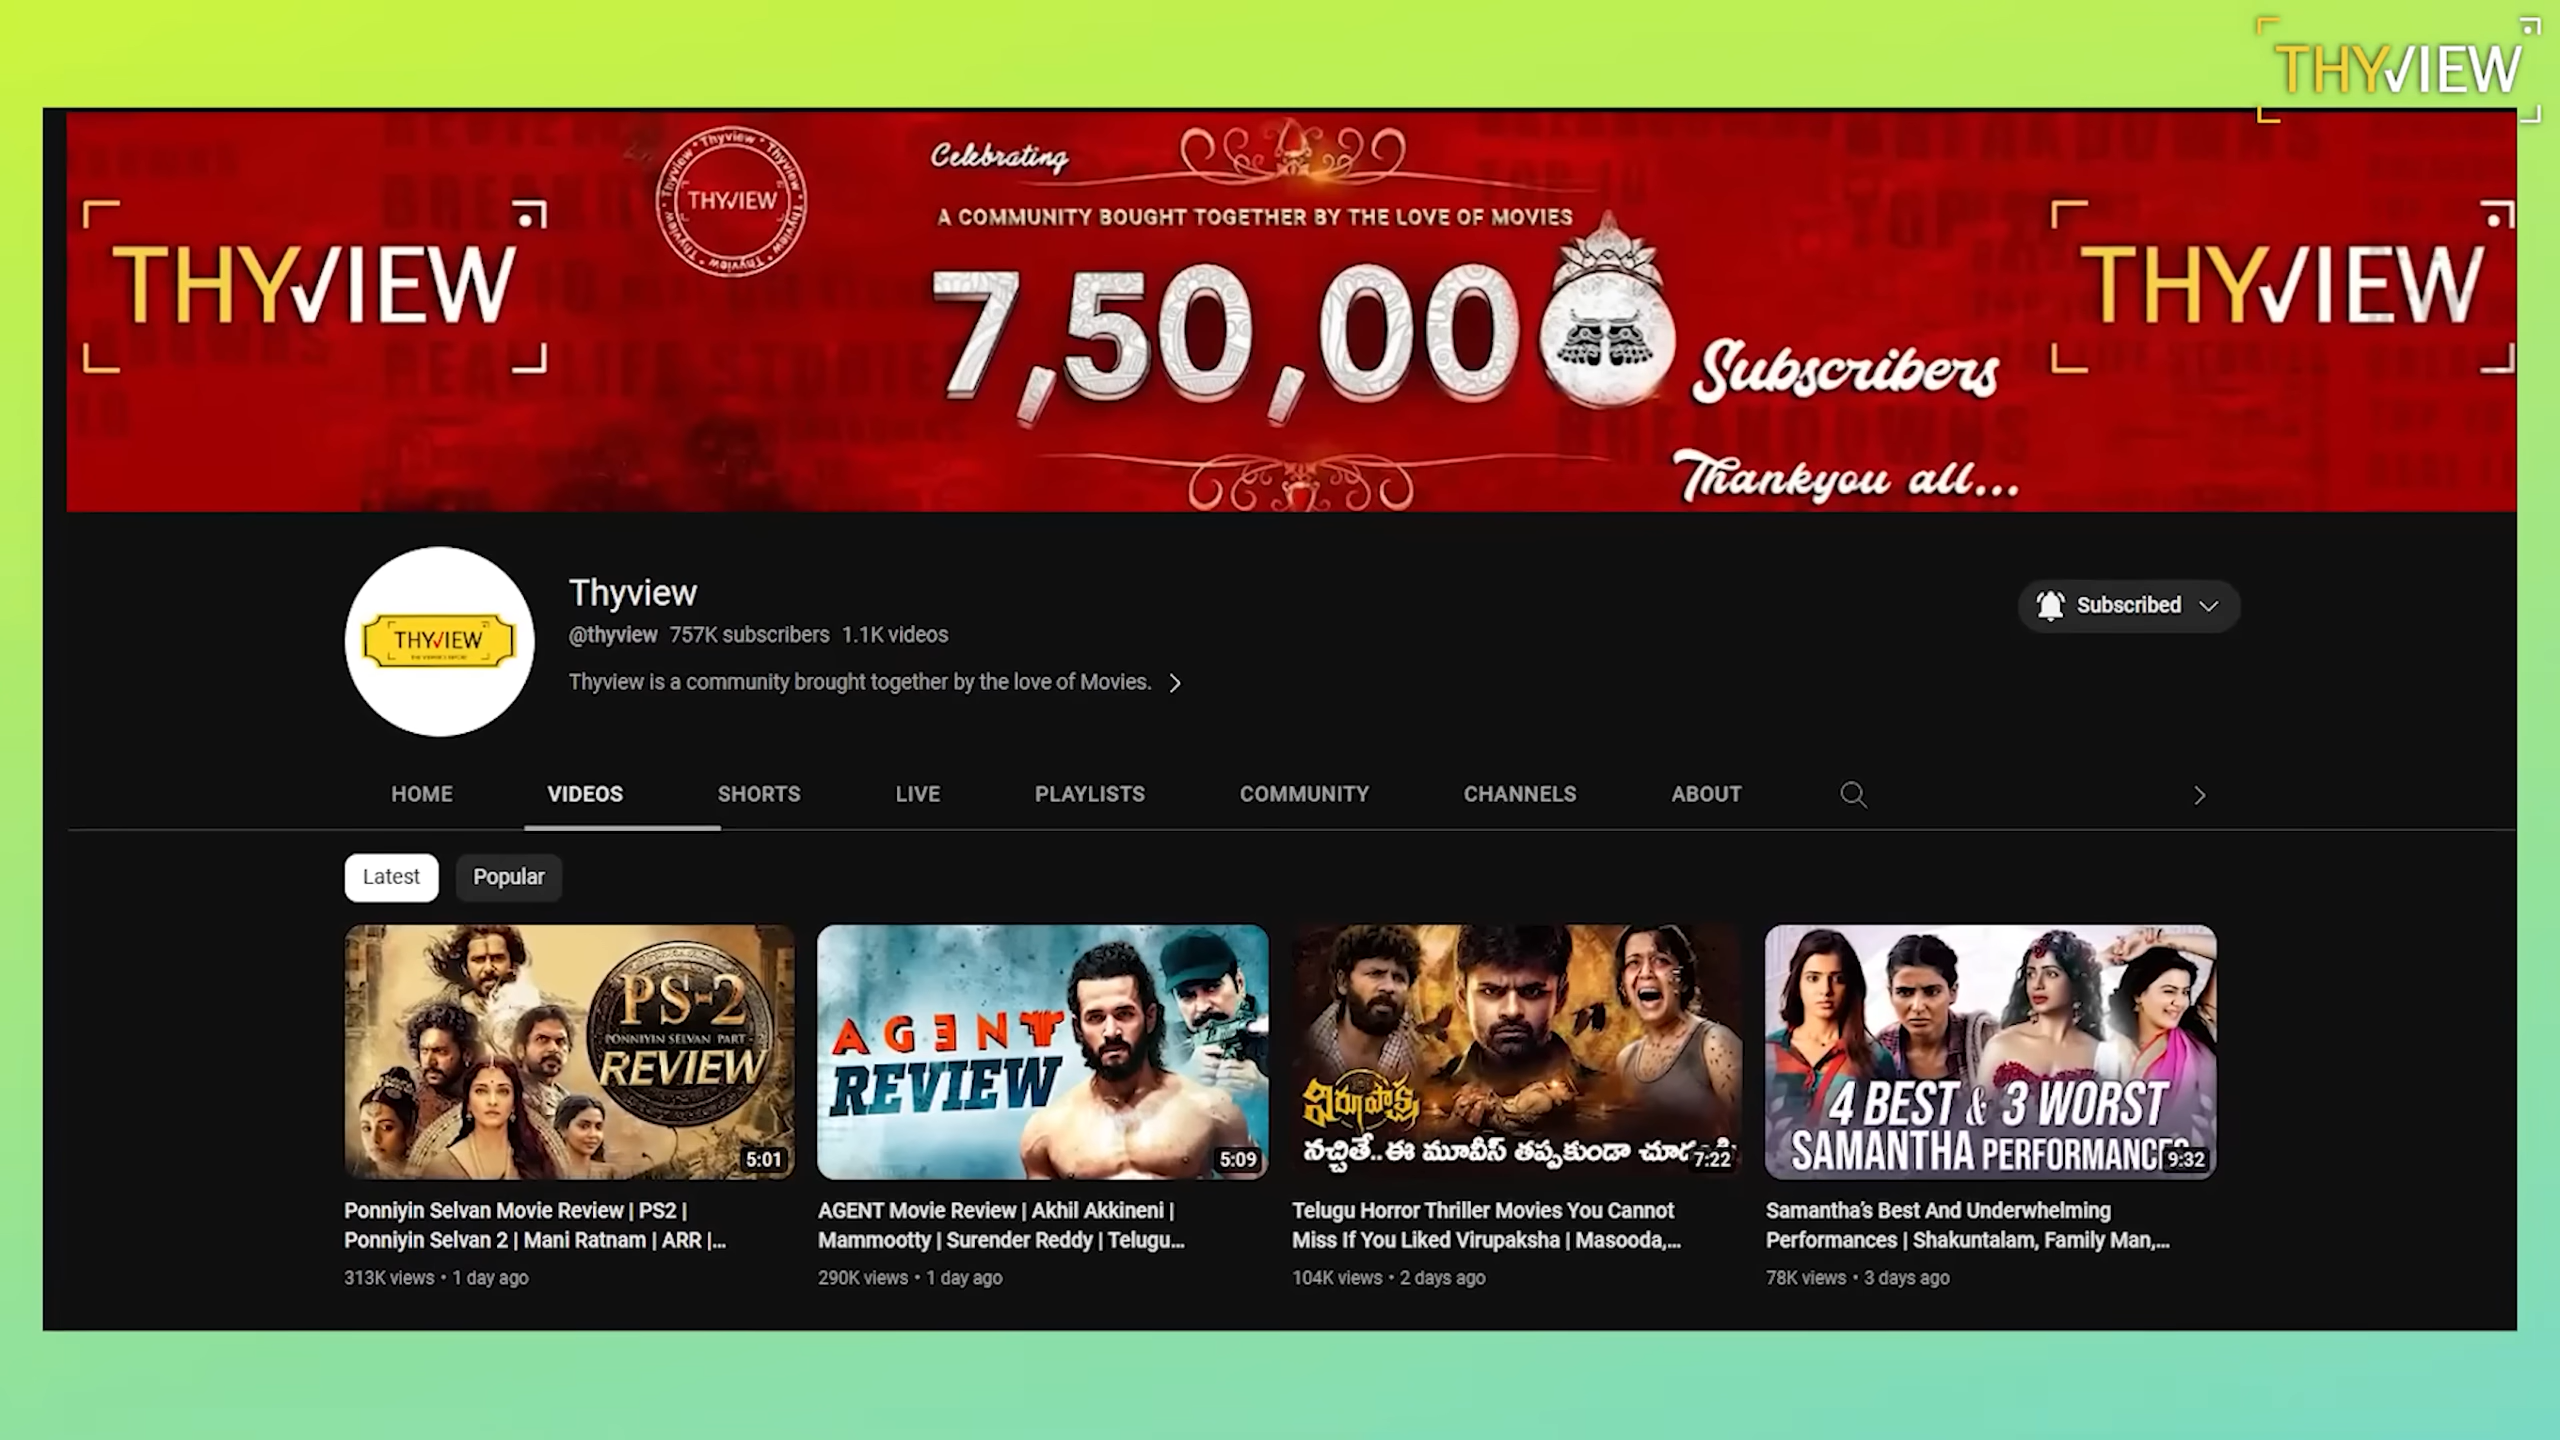 THYVIEW
THYVIEW
THYVIEW
Celebrating
A COMMUNITY BOUGHT TOGETHER BY THE LOVE OF MOVIES
7,50,000
Subscribers
Thankyou all...
THYVIEW
THYVIEW
Thyview
@thyview 757K subscribers 1.1K videos
Thyview is a community brought together by the love of Movies.
Subscribed
HOME VIDEOS SHORTS LIVE PLAYLISTS COMMUNITY CHANNELS ABOUT
Latest Popular
PS-2
PONNIYIN SELVAN PART - 2
REVIEW
5:01
AGENT
REVIEW
5:09
విరూపాక్ష
నచ్చితే.. ఈ మూవీస్ తప్పకుండా
7:22
4 BEST & 3 WORST
SAMANTHA PERFORMANCES
9:32
Ponniyin Selvan Movie Review | PS2 |
Ponniyin Selvan 2 | Mani Ratnam | ARR |...
313K views • 1 day ago
AGENT Movie Review | Akhil Akkineni |
Mammootty | Surender Reddy | Telugu...
290K views • 1 day ago
Telugu Horror Thriller Movies You Cannot
Miss If You Liked Virupaksha | Masooda,...
104K views • 2 days ago
Samantha's Best And Underwhelming
Performances | Shakuntalam, Family Man,...
78K views • 3 days ago